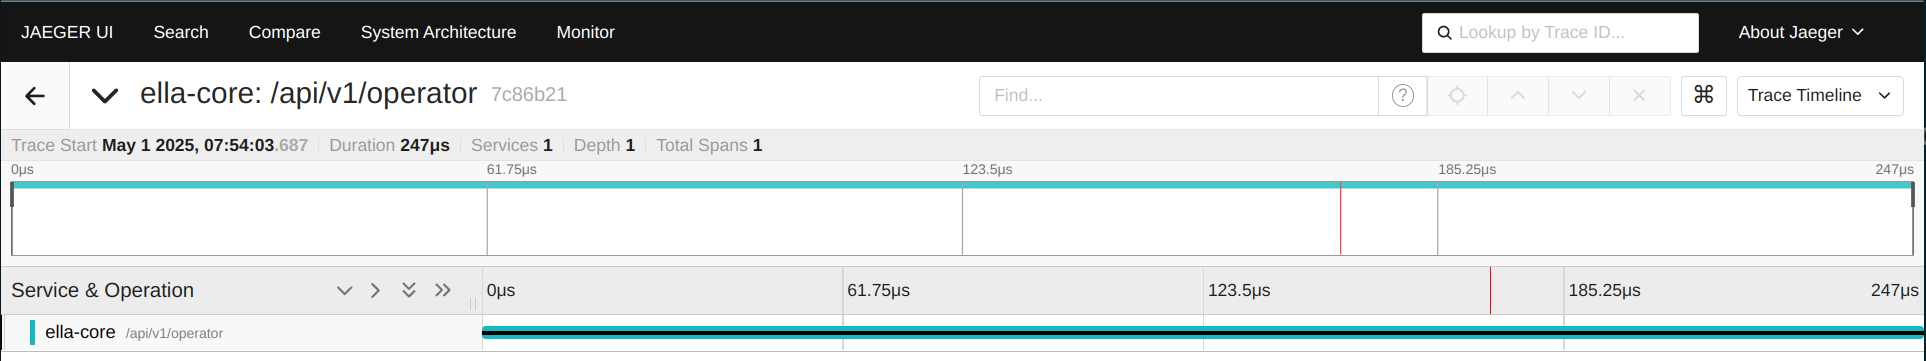 JAEGER UI Search Compare System Architecture Monitor Lookup by Trace ID... About Jaeger
ella-core: /api/v1/operator 7c86b21 Find... ? ⌘ Trace Timeline
Trace Start May 1 2025, 07:54:03.687 Duration 247μs Services 1 Depth 1 Total Spans 1
0μs 61.75μs 123.5μs 185.25μs 247μs
Service & Operation 0μs 61.75μs 123.5μs 185.25μs 247μs
ella-core /api/v1/operator